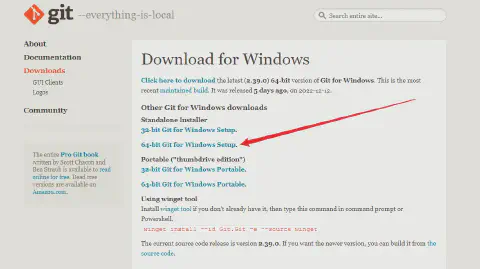 git --everything-is-local
Search entire site...
About
Documentation
Downloads
GUI Clients
Logos
Community
The entire Pro Git book
written by Scott Chacon and
Ben Straub is available to read
online for free. Dead tree
versions are available on
Amazon.com.
Download for Windows
Click here to download the latest (2.39.0) 64-bit version of Git for Windows. This is the most
recent maintained build. It was released 5 days ago, on 2022-12-12.
Other Git for Windows downloads
Standalone Installer
32-bit Git for Windows Setup.
64-bit Git for Windows Setup.
Portable ("thumbdrive edition")
32-bit Git for Windows Portable.
64-bit Git for Windows Portable.
Using winget tool
Install winget tool if you don't already have it, then type this command in command prompt or
Powershell.
winget install --id Git.Git -e --source winget
The current source code release is version 2.39.0. If you want the newer version, you can build it from the
source code.